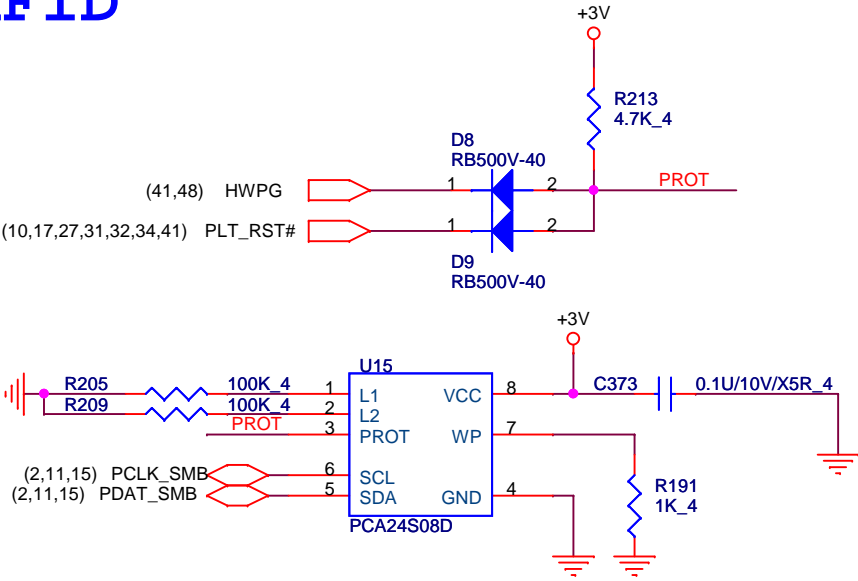 +3V
R213
4.7K_4
D8
RB500V-40
(41,48) HWPG
1
2
PROT
(10,17,27,31,32,34,41) PLT_RST#
1
2
D9
RB500V-40
+3V
U15
R205 100K_4 1 L1 VCC 8 C373 0.1U/10V/X5R_4
R209 100K_4 2 L2
PROT 3 PROT WP 7
(2,11,15) PCLK_SMB 6 SCL
(2,11,15) PDAT_SMB 5 SDA GND 4
R191
1K_4
PCA24S08D